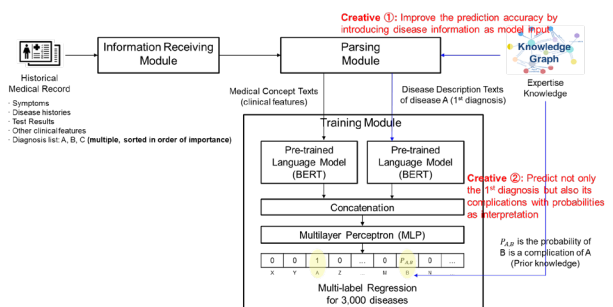 Creative ①: Improve the prediction accuracy by
introducing disease information as model input
Information Receiving
Module
Parsing
Module
Knowledge
Graph
Historical
Medical Record
Expertise
Knowledge
· Symptoms
· Disease histories
· Test Results
· Other clinical features
· Diagnosis list: A, B, C (multiple, sorted in order of importance)
Medical Concept Texts
(clinical features)
Disease Description Texts
of disease A (1st diagnosis)
Training Module
Pre-trained
Language Model
(BERT)
Pre-trained
Language Model
(BERT)
Creative ②: Predict not only
the 1st diagnosis but also its
complications with probabilities
as interpretation
Concatenation
Multilayer Perceptron (MLP)
P_{A,B} is the probability of
B is a complication of A
(Prior knowledge)
0 0 1 0 ... 0 P_{A,B} 0 ...
X Y A Z ... M B N ...
Multi-label Regression
for 3,000 diseases